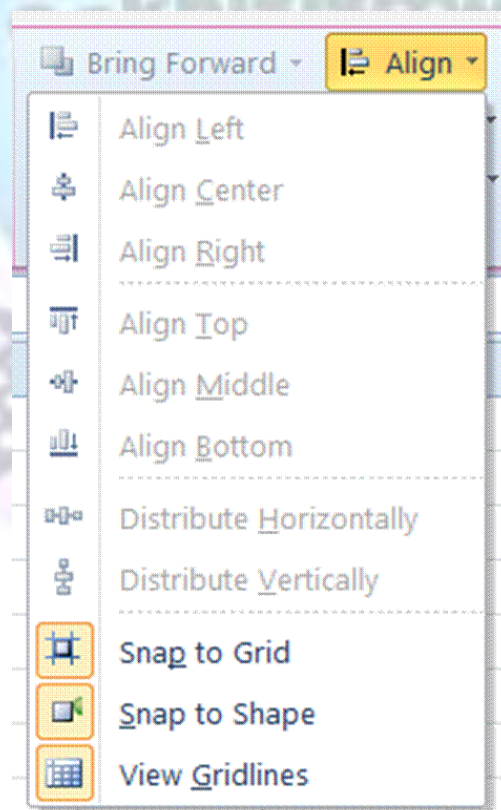 Bring Forward Align
Align Left
Align Center
Align Right
Align Top
Align Middle
Align Bottom
Distribute Horizontally
Distribute Vertically
Snap to Grid
Snap to Shape
View Gridlines